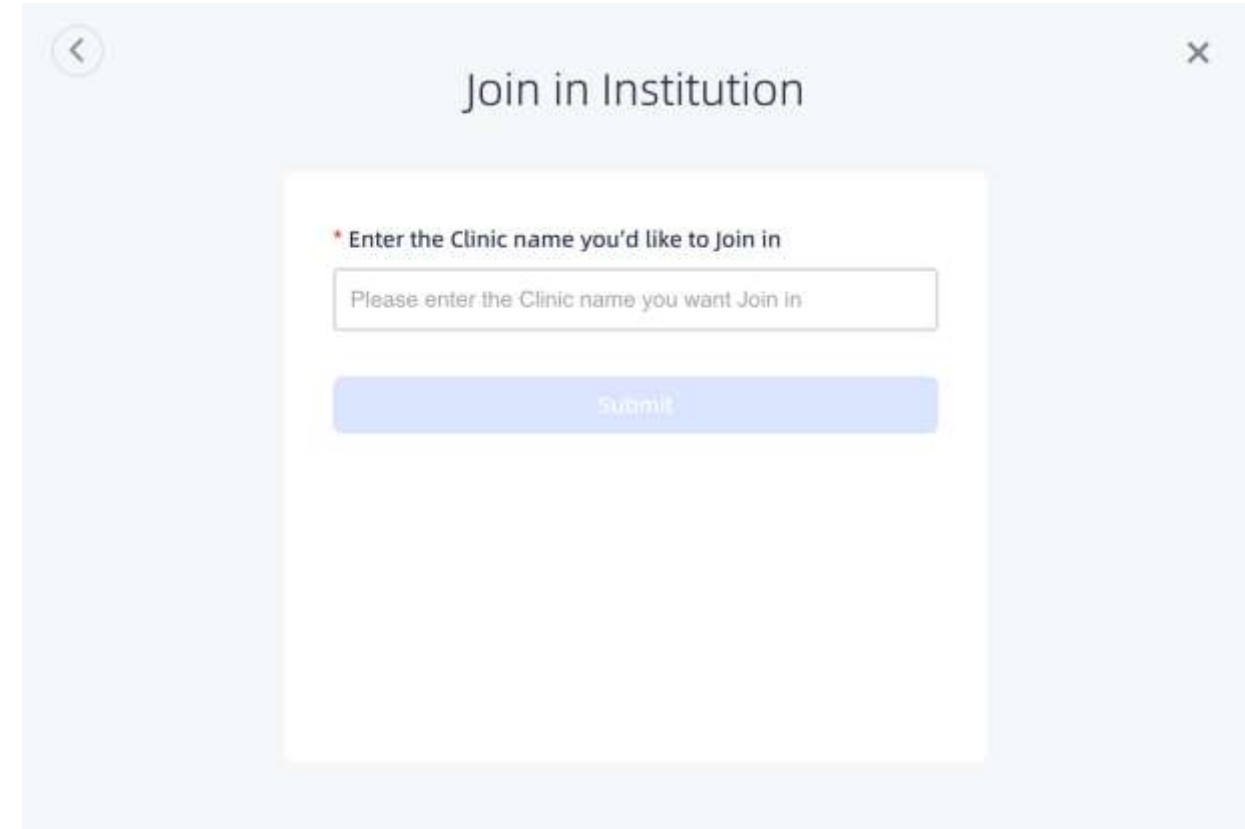 Join in Institution
* Enter the Clinic name you'd like to Join in
Please enter the Clinic name you want Join in
Submit